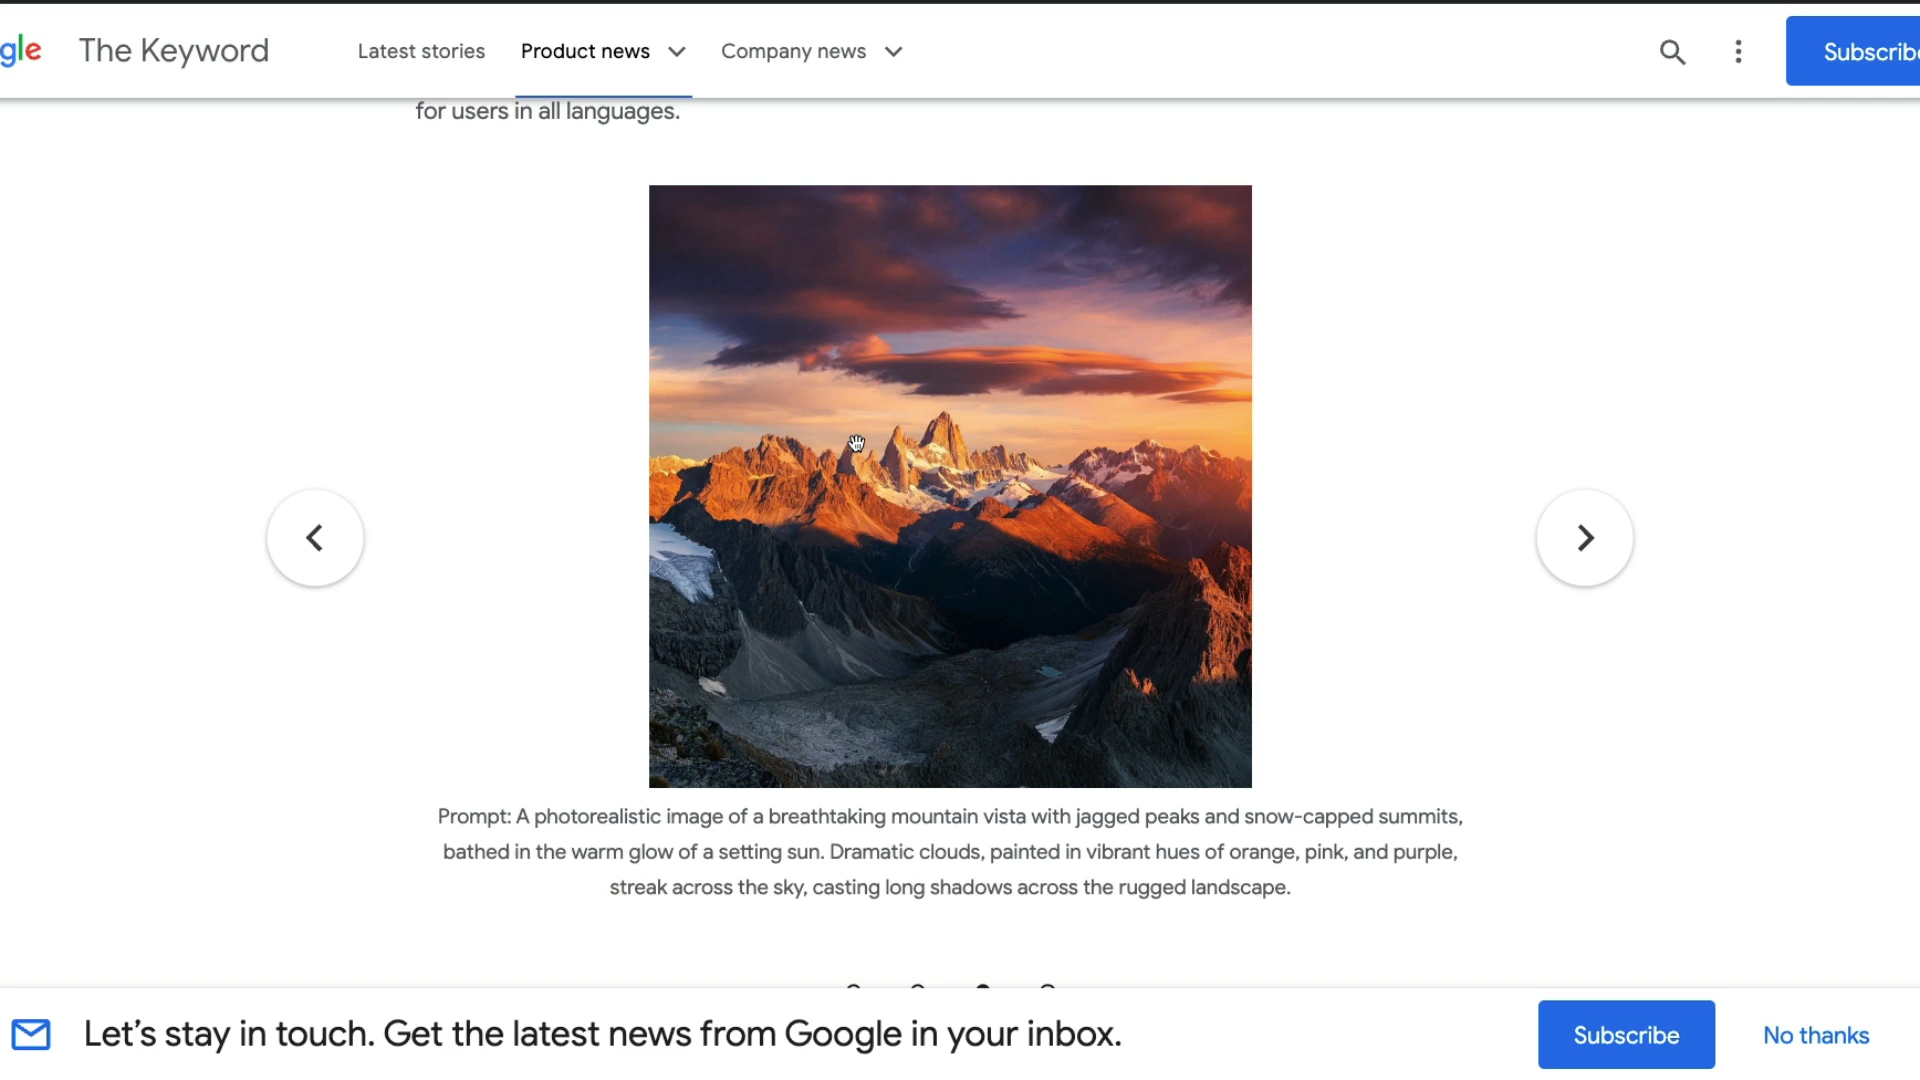 gle The Keyword Latest stories Product news Company news Subscribe
for users in all languages.
Prompt: A photorealistic image of a breathtaking mountain vista with jagged peaks and snow-capped summits,
bathed in the warm glow of a setting sun. Dramatic clouds, painted in vibrant hues of orange, pink, and purple,
streak across the sky, casting long shadows across the rugged landscape.
Let’s stay in touch. Get the latest news from Google in your inbox. Subscribe No thanks